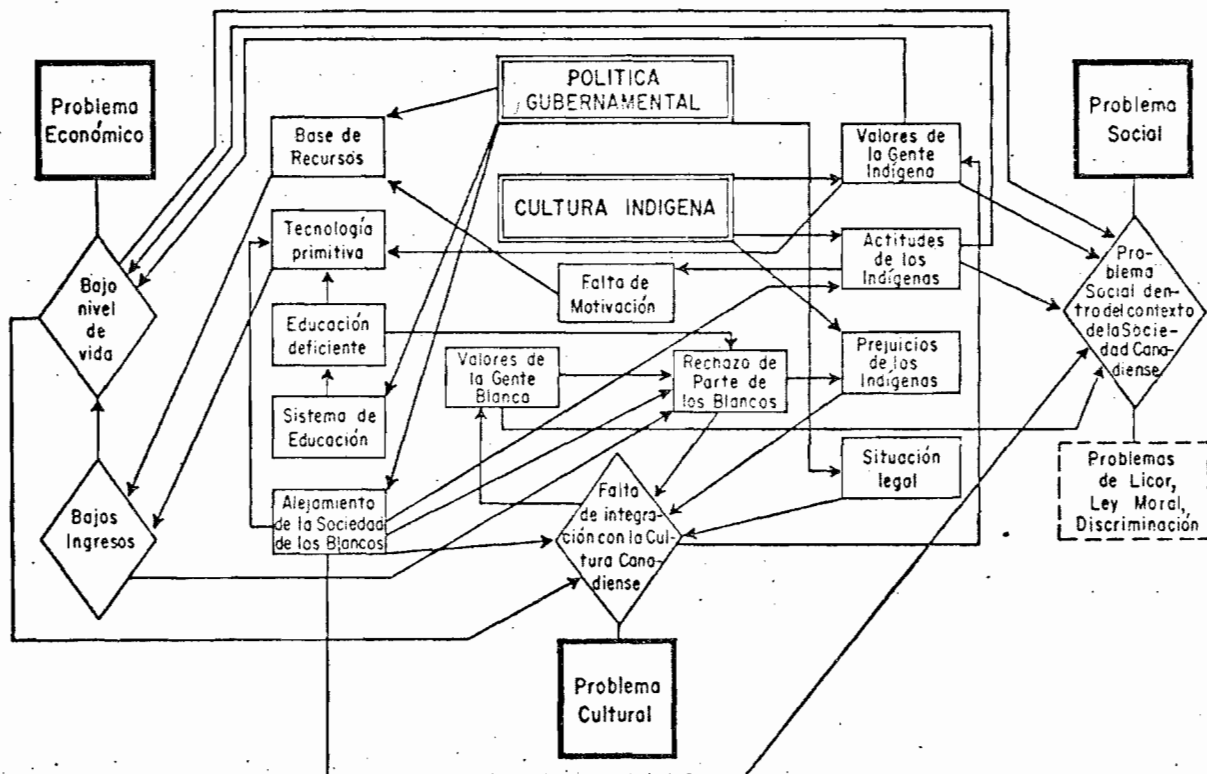 Problema
Económico
POLITICA
GUBERNAMENTAL
Problema
Social
Base de
Recursos
Valores de
la Gente
Indígena
CULTURA INDIGENA
Tecnología
primitiva
Actitudes
de los
Indígenas
Bajo
nivel
de
vida
Falta de
Motivación
Pro-
blema
Social den-
tro del contexto
de la Socie-
dad Cana-
diense
Educación
deficiente
Valores de
la Gente
Blanca
Rechazo de
Parte de
los Blancos
Prejuicios
de los
Indígenas
Sistema de
Educación
Situación
legal
Problemas
de Licor,
Ley Moral,
Discriminación
Bajos
Ingresos
Alejamiento
de la Sociedad
de los Blancos
Falta
de integra-
ción con la Cul-
tura Cana-
diense
Problema
Cultural